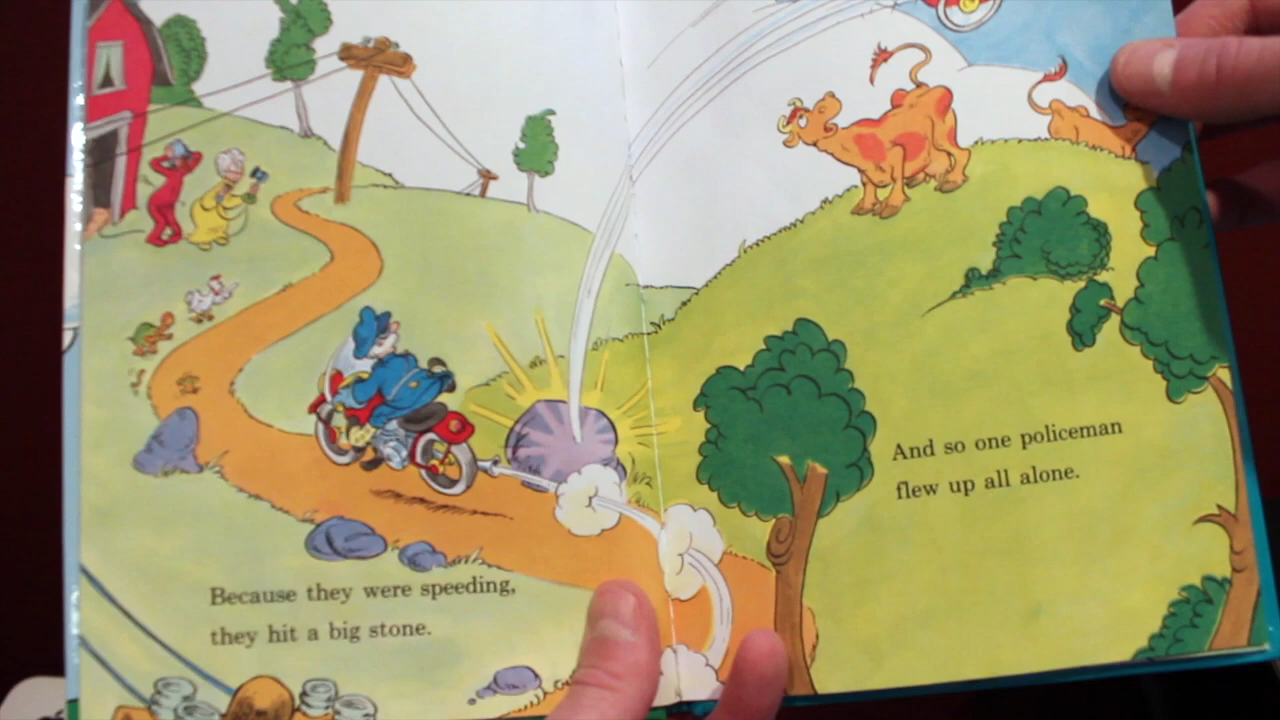 Because they were speeding,
they hit a big stone.
And so one policeman
flew up all alone.